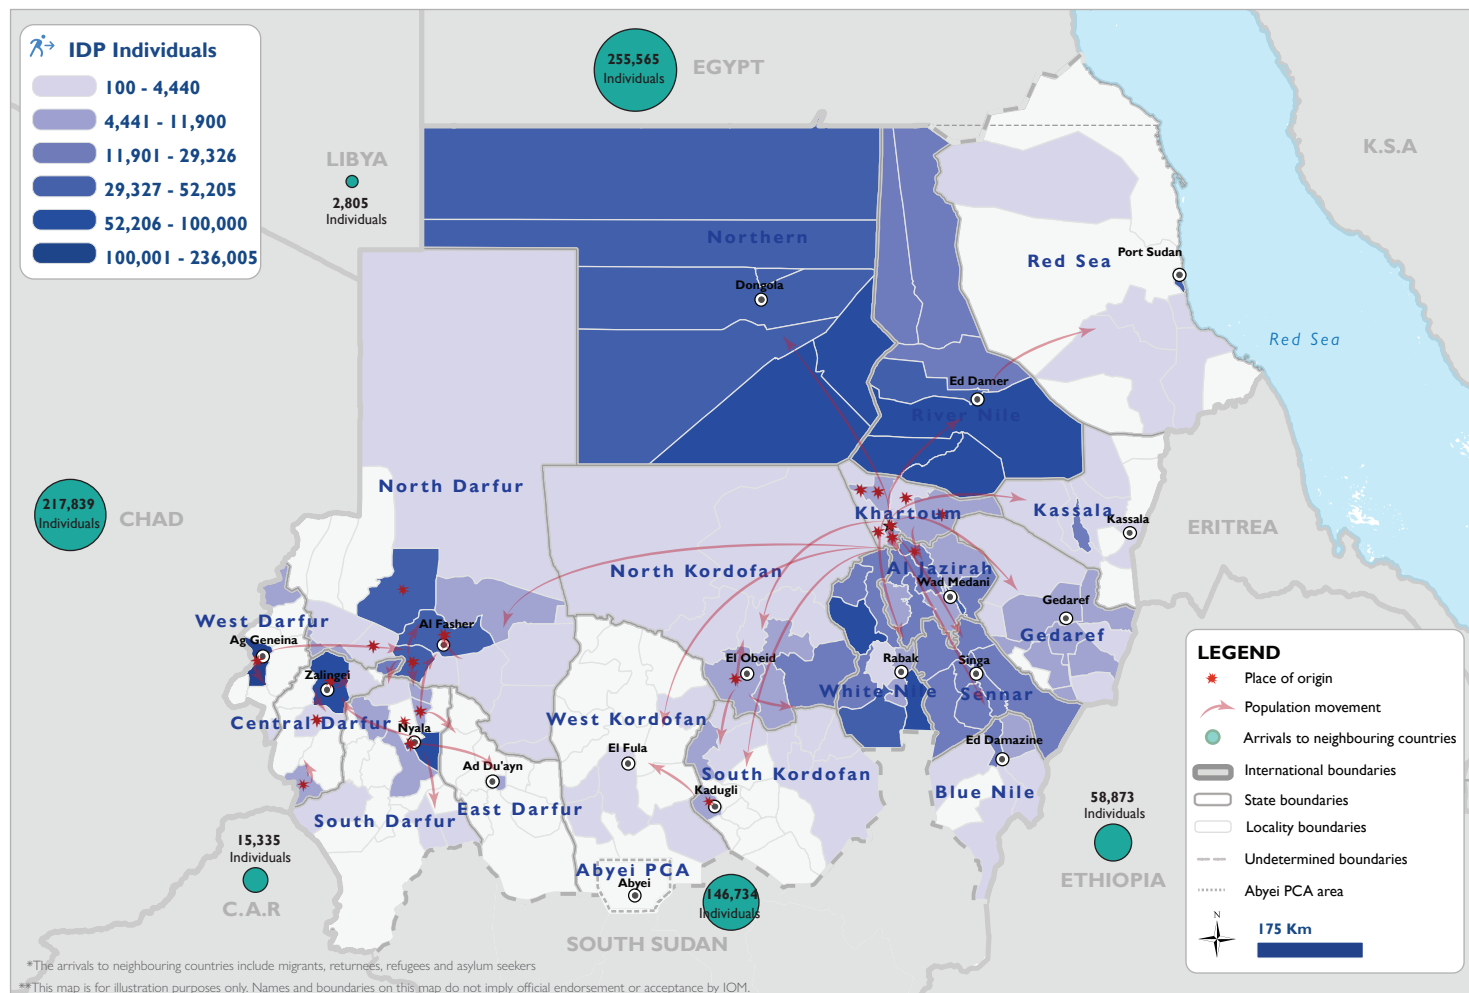 IDP Individuals
100 - 4,440
4,441 - 11,900
11,901 - 29,326
29,327 - 52,205
52,206 - 100,000
100,001 - 236,005
255,565
Individuals
EGYPT
LIBYA
2,805
Individuals
K.S.A
Northern
Dongola
Red Sea
Port Sudan
Red Sea
Ed Damer
River Nile
North Darfur
217,839
Individuals
CHAD
Khartoum
Kassala
Kassala
ERITREA
North Kordofan
Al Jazirah
Wad Medani
Gedaref
Gedaref
West Darfur
Ag Geneina
Al Fasher
Zalingei
Central Darfur
Nyala
El Obeid
Rabak
White Nile
Singa
Sennar
West Kordofan
El Fula
Ed Damazine
Ad Du'ayn
East Darfur
South Darfur
South Kordofan
Kadugli
Blue Nile
58,873
Individuals
ETHIOPIA
15,335
Individuals
C.A.R
Abyei PCA
Abyei
146,734
Individuals
SOUTH SUDAN
LEGEND
Place of origin
Population movement
Arrivals to neighbouring countries
International boundaries
State boundaries
Locality boundaries
Undetermined boundaries
Abyei PCA area
N
175 Km
*The arrivals to neighbouring countries include migrants, returnees, refugees and asylum seekers
**This map is for illustration purposes only. Names and boundaries on this map do not imply official endorsement or acceptance by IOM.